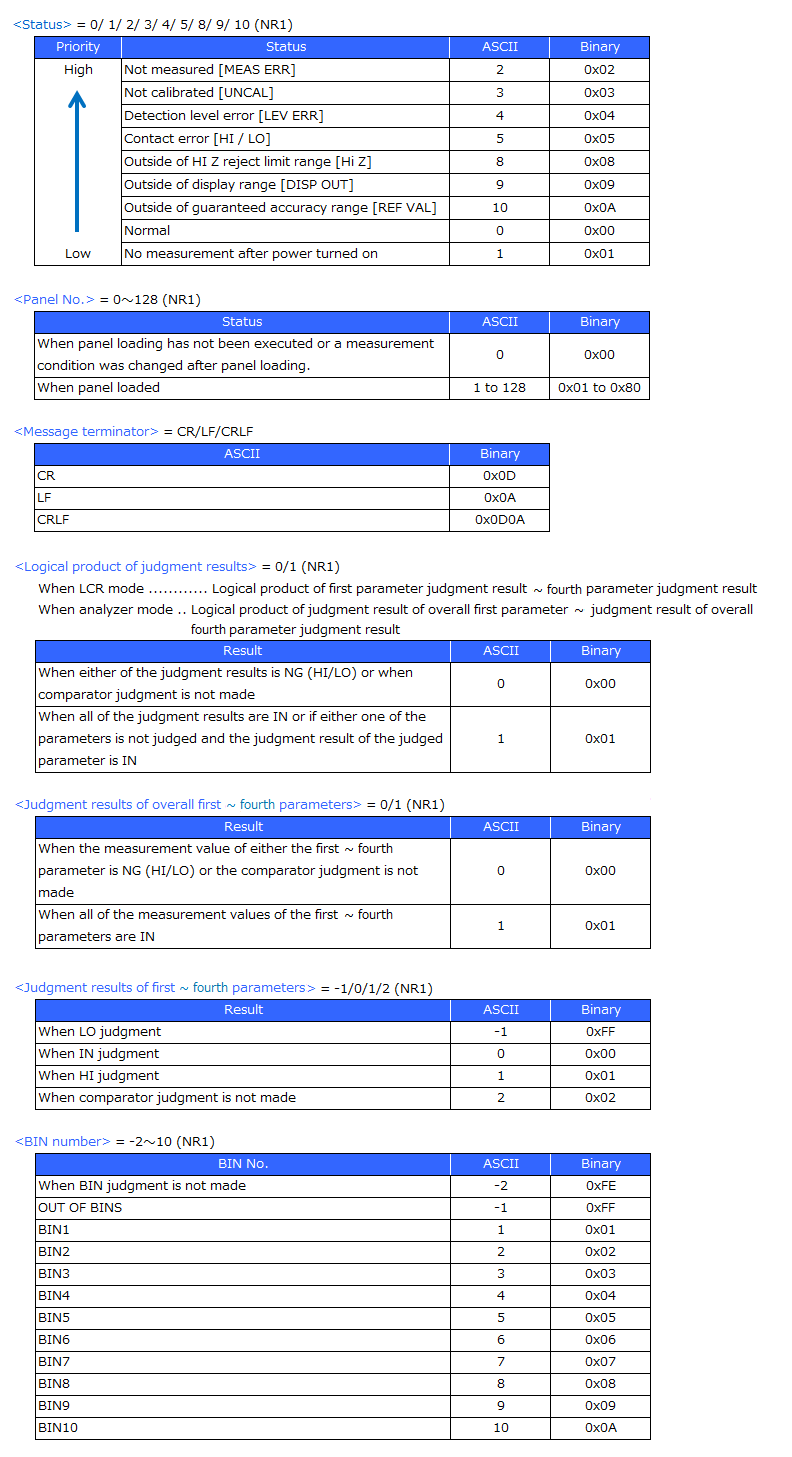 <Status> = 0/ 1/ 2/ 3/ 4/ 5/ 8/ 9/ 10 (NR1)
Priority Status ASCII Binary
High Not measured [MEAS ERR] 2 0x02
Not calibrated [UNCAL] 3 0x03
Detection level error [LEV ERR] 4 0x04
Contact error [HI / LO] 5 0x05
Outside of HI Z reject limit range [Hi Z] 8 0x08
Outside of display range [DISP OUT] 9 0x09
Outside of guaranteed accuracy range [REF VAL] 10 0x0A
Normal 0 0x00
Low No measurement after power turned on 1 0x01
<Panel No.> = 0～128 (NR1)
Status ASCII Binary
When panel loading has not been executed or a measurement
condition was changed after panel loading. 0 0x00
When panel loaded 1 to 128 0x01 to 0x80
<Message terminator> = CR/LF/CRLF
ASCII Binary
CR 0x0D
LF 0x0A
CRLF 0x0D0A
<Logical product of judgment results> = 0/1 (NR1)
When LCR mode ............ Logical product of first parameter judgment result ~ fourth parameter judgment result
When analyzer mode .. Logical product of judgment result of overall first parameter ~ judgment result of overall
fourth parameter judgment result
Result ASCII Binary
When either of the judgment results is NG (HI/LO) or when
comparator judgment is not made 0 0x00
When all of the judgment results are IN or if either one of the
parameters is not judged and the judgment result of the judged 1 0x01
parameter is IN
<Judgment results of overall first ~ fourth parameters> = 0/1 (NR1)
Result ASCII Binary
When the measurement value of either the first ~ fourth
parameter is NG (HI/LO) or the comparator judgment is not 0 0x00
made
When all of the measurement values of the first ~ fourth
parameters are IN 1 0x01
<Judgment results of first ~ fourth parameters> = -1/0/1/2 (NR1)
Result ASCII Binary
When LO judgment -1 0xFF
When IN judgment 0 0x00
When HI judgment 1 0x01
When comparator judgment is not made 2 0x02
<BIN number> = -2～10 (NR1)
BIN No. ASCII Binary
When BIN judgment is not made -2 0xFE
OUT OF BINS -1 0xFF
BIN1 1 0x01
BIN2 2 0x02
BIN3 3 0x03
BIN4 4 0x04
BIN5 5 0x05
BIN6 6 0x06
BIN7 7 0x07
BIN8 8 0x08
BIN9 9 0x09
BIN10 10 0x0A